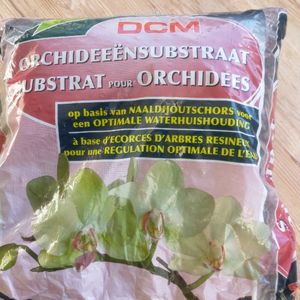 DCM
ORCHIDEEËNSUBSTRAAT
SUBSTRAT POUR ORCHIDEES
op basis van NAALDHOUTSCHORS voor
een OPTIMALE WATERHUISHOUDING
à base d'ECORCES D'ARBRES RESINEUX
pour une REGULATION OPTIMALE DE L'EAU